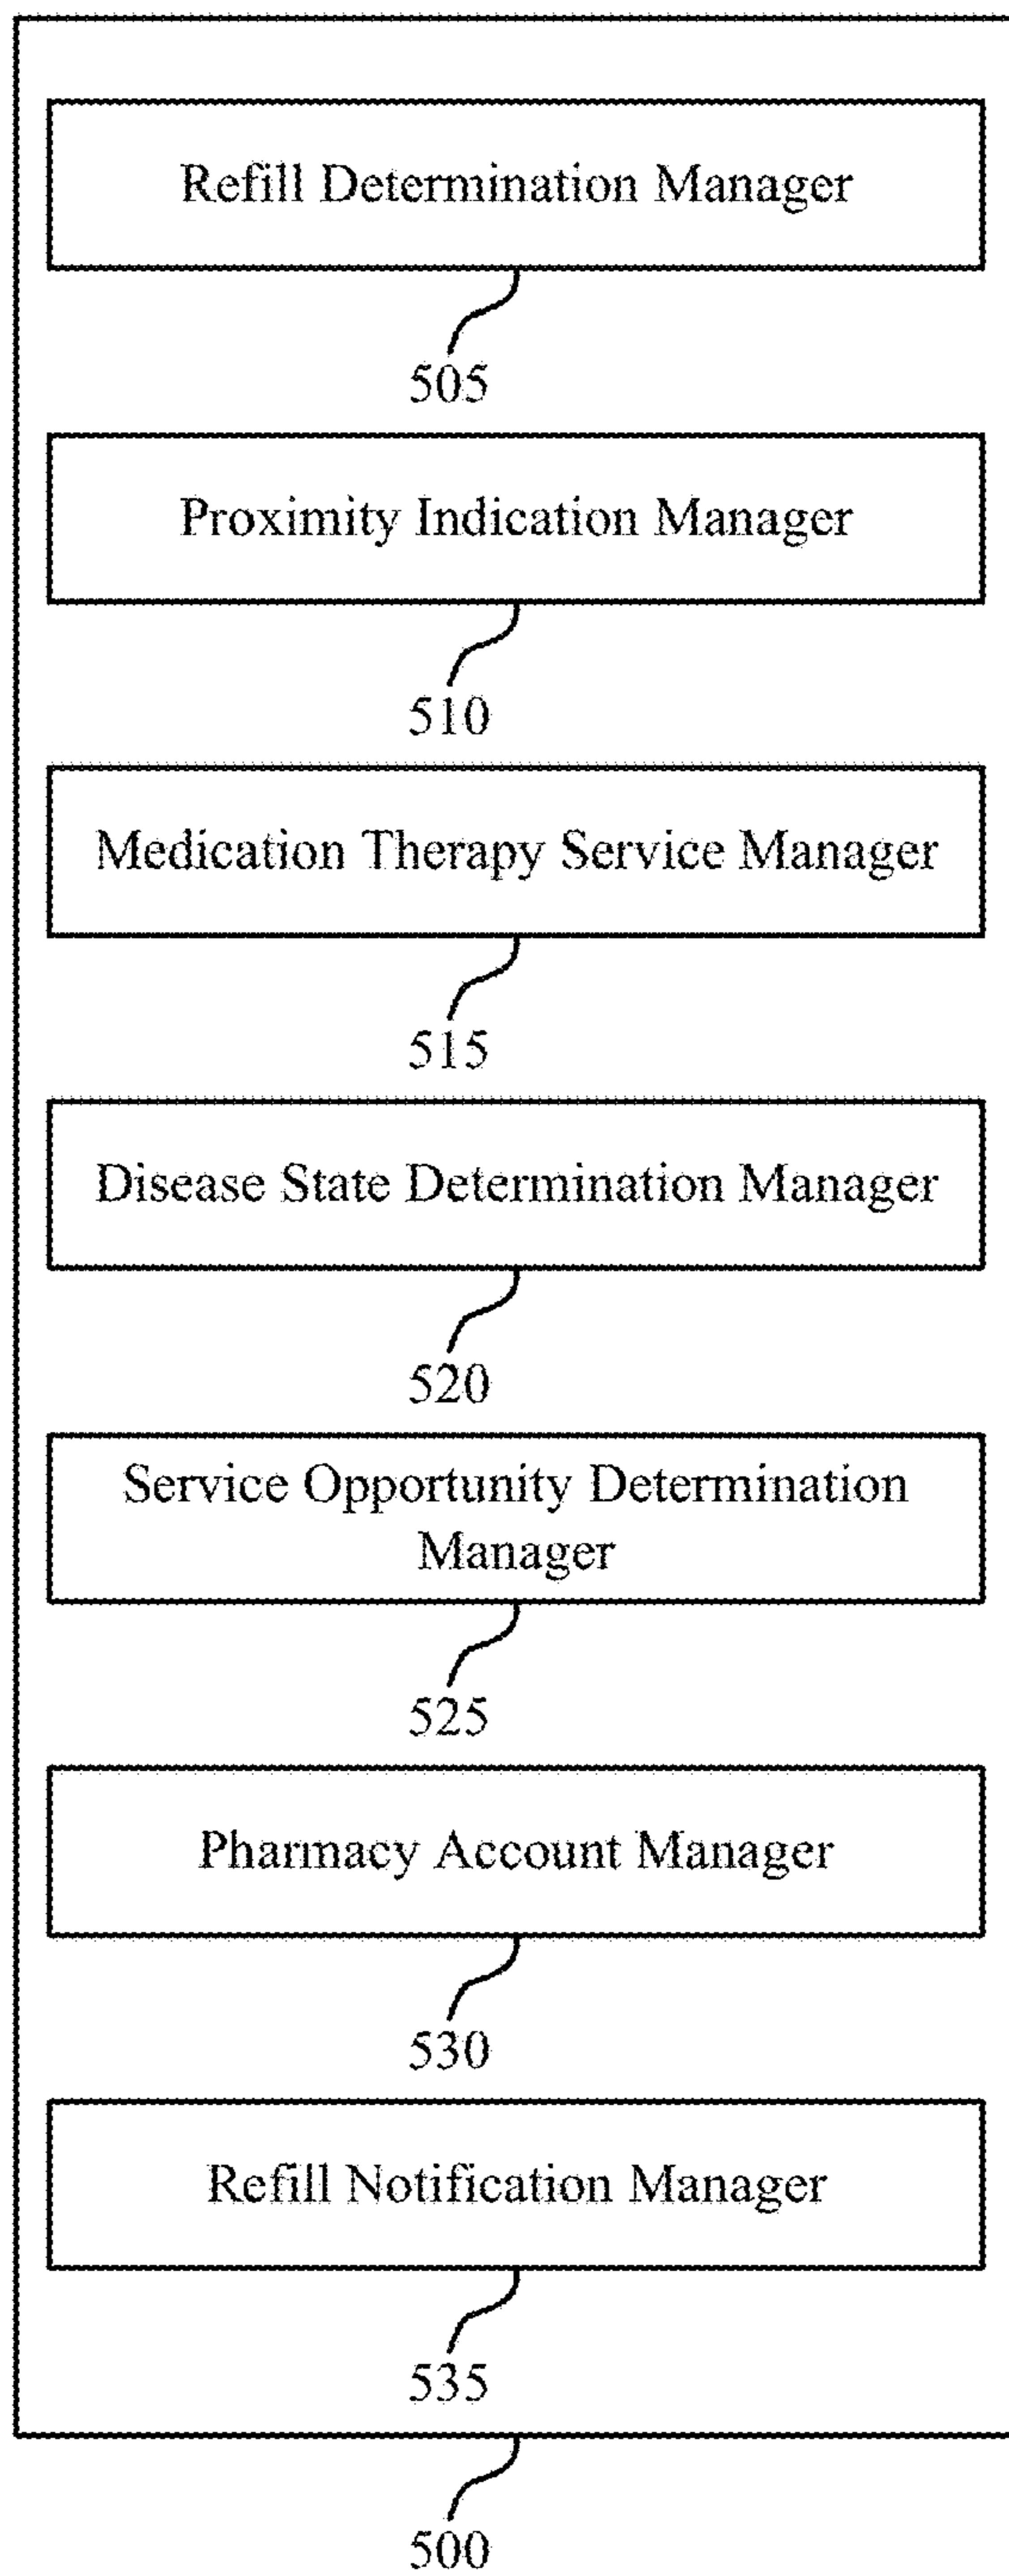 Refill Determination Manager
505
Proximity Indication Manager
510
Medication Therapy Service Manager
515
Disease State Determination Manager
520
Service Opportunity Determination
Manager
525
Pharmacy Account Manager
530
Refill Notification Manager
535
500